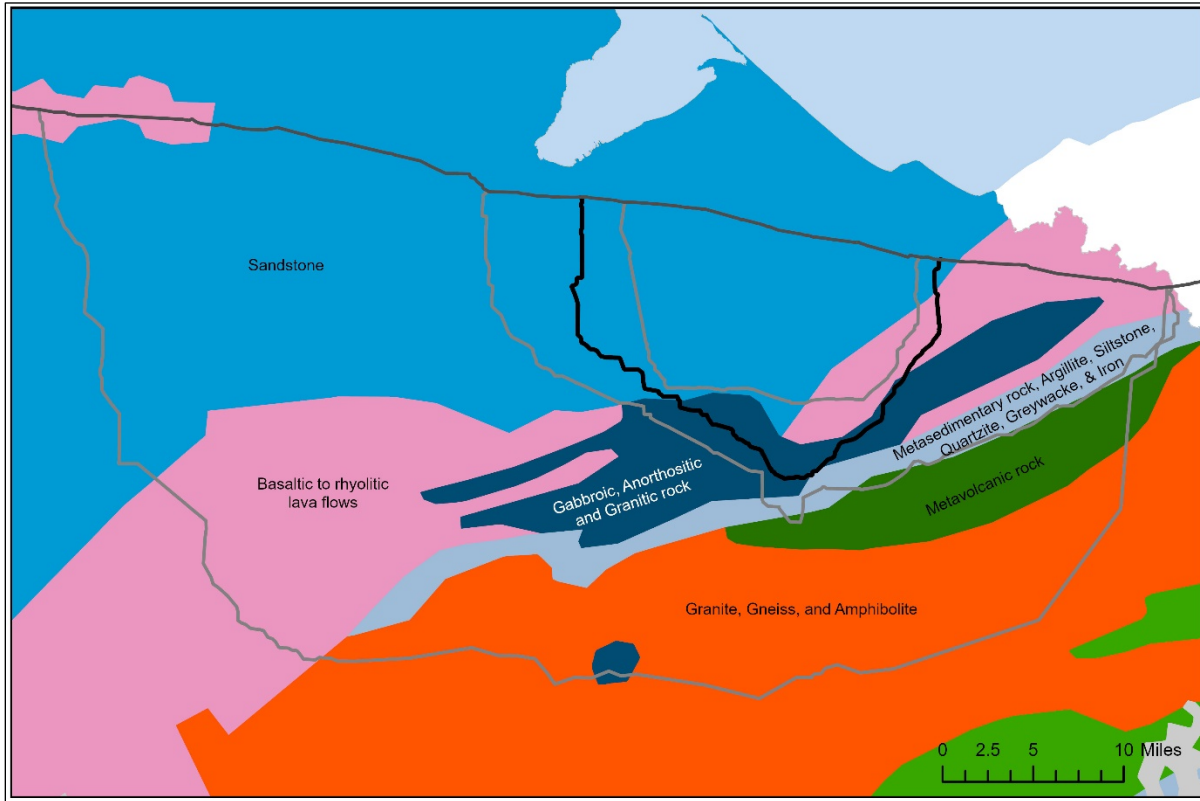 Sandstone
Basaltic to rhyolitic
lava flows
Gabbroic, Anorthositic
and Granitic rock
Metasedimentary rock, Argillite, Siltstone,
Quartzite, Greywacke, & Iron
Metavolcanic rock
Granite, Gneiss, and Amphibolite
0 2.5 5 10 Miles